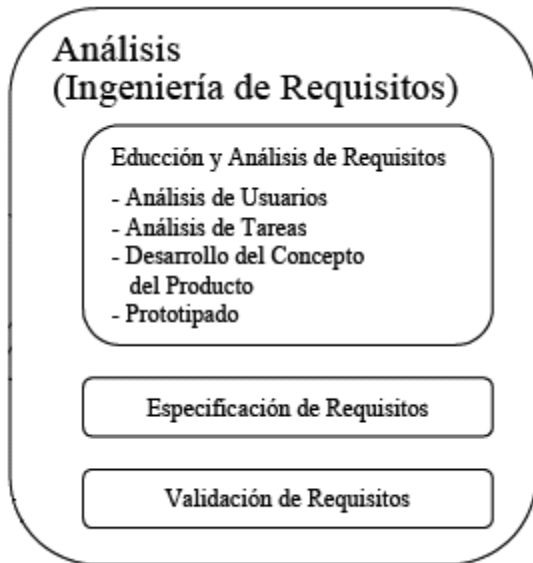 Análisis
(Ingeniería de Requisitos)
Educción y Análisis de Requisitos
- Análisis de Usuarios
- Análisis de Tareas
- Desarrollo del Concepto
del Producto
- Prototipado
Especificación de Requisitos
Validación de Requisitos